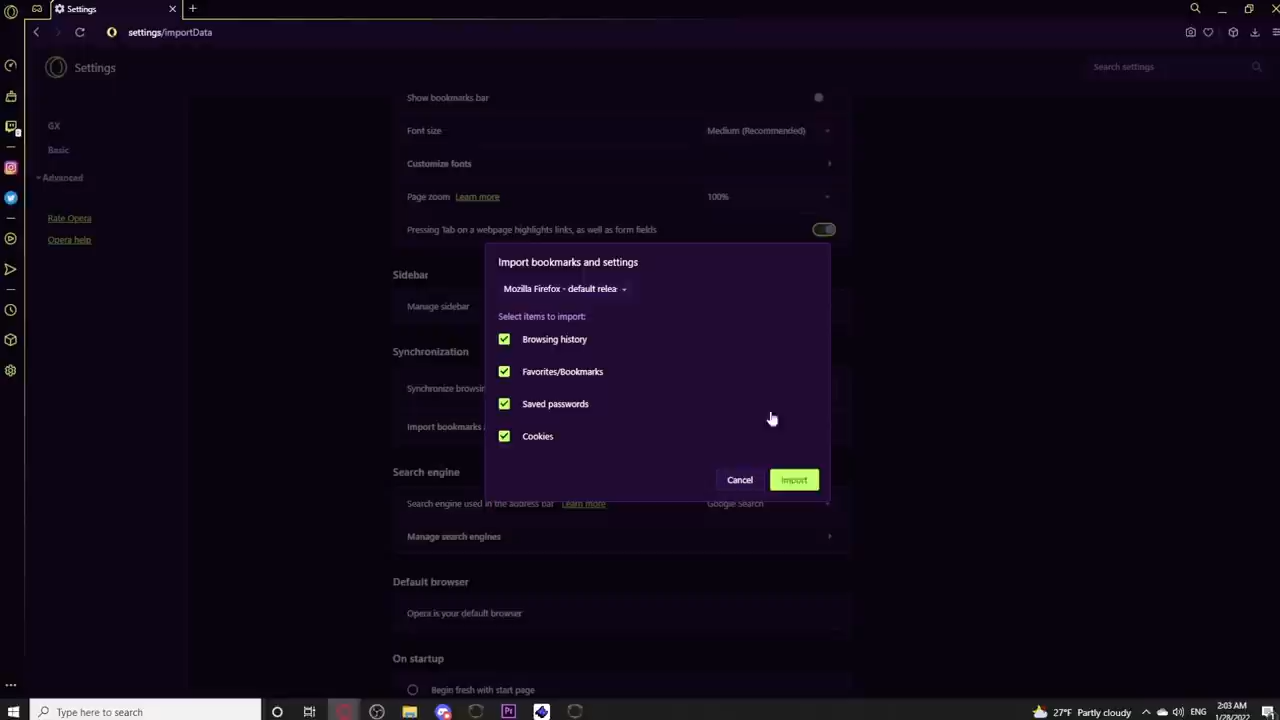 Settings
settings/importData
Settings
Search settings
Show bookmarks bar
GX
Font size
Medium (Recommended)
Basic
Customize fonts
Advanced
Page zoom Learn more
100%
Rate Opera
Pressing Tab on a webpage highlights links, as well as form fields
Opera help
Import bookmarks and settings
Sidebar
Mozilla Firefox - default relea
Manage sidebar
Select items to import:
Browsing history
Synchronization
Favorites/Bookmarks
Synchronize
Saved passwords
Import bookmarks
Cookies
Search engine
Cancel
Import
Search engine used in the address bar Learn more
Google Search
Manage search engines
Default browser
Opera is your default browser
On startup
Begin fresh with start page
Type here to search
Pr
27°F Partly cloudy
ENG
2:03 AM
1/28/2022